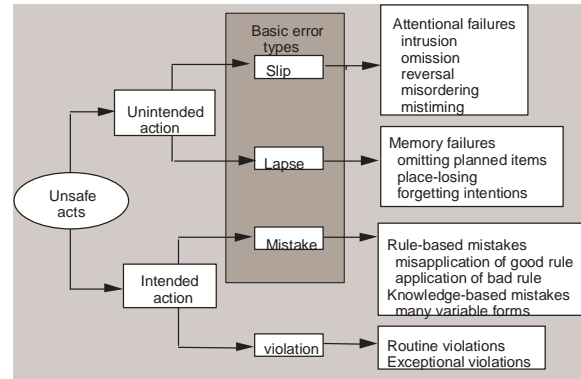 Basic error
types
Slip
Attentional failures
intrusion
omission
reversal
misordering
mistiming
Unintended
action
Lapse
Memory failures
omitting planned items
place-losing
forgetting intentions
Unsafe
acts
Mistake
Rule-based mistakes
misapplication of good rule
application of bad rule
Knowledge-based mistakes
many variable forms
Intended
action
violation
Routine violations
Exceptional violations